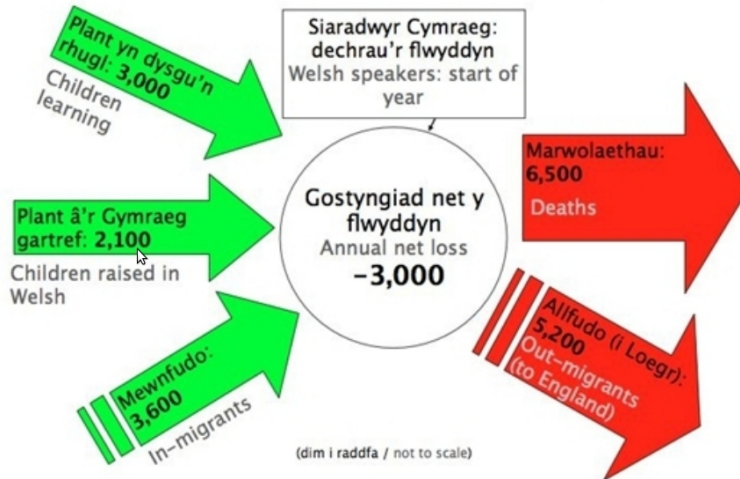 Plant yn dysgu'n
rhugl: 3,000
Children
learning
Siaradwyr Cymraeg:
dechrau'r flwyddyn
Welsh speakers: start of
year
Plant â'r Gymraeg
gartref: 2,100
Children raised in
Welsh
Mewnfudo:
3,600
In-migrants
Gostyngiad net y
flwyddyn
Annual net loss
-3,000
Marwolaethau:
6,500
Deaths
Allfudo (i Loegr):
5,200
Out-migrants
(to England)
(dim i raddfa / not to scale)